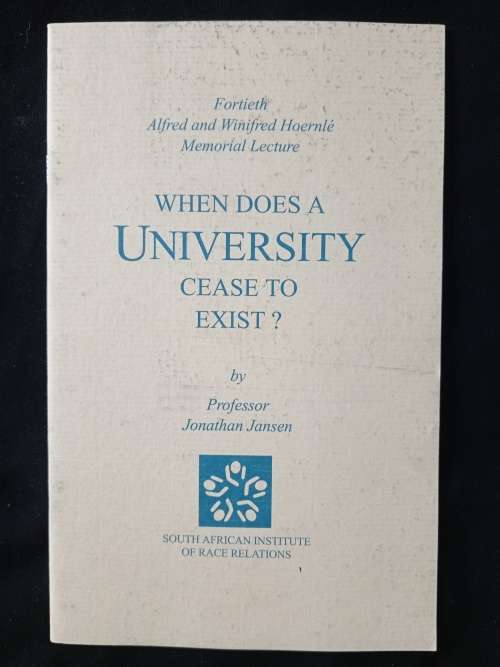 Fortieth
Alfred and Winifred Hoernlé
Memorial Lecture
WHEN DOES A
UNIVERSITY
CEASE TO
EXIST ?
by
Professor
Jonathan Jansen
SOUTH AFRICAN INSTITUTE
OF RACE RELATIONS